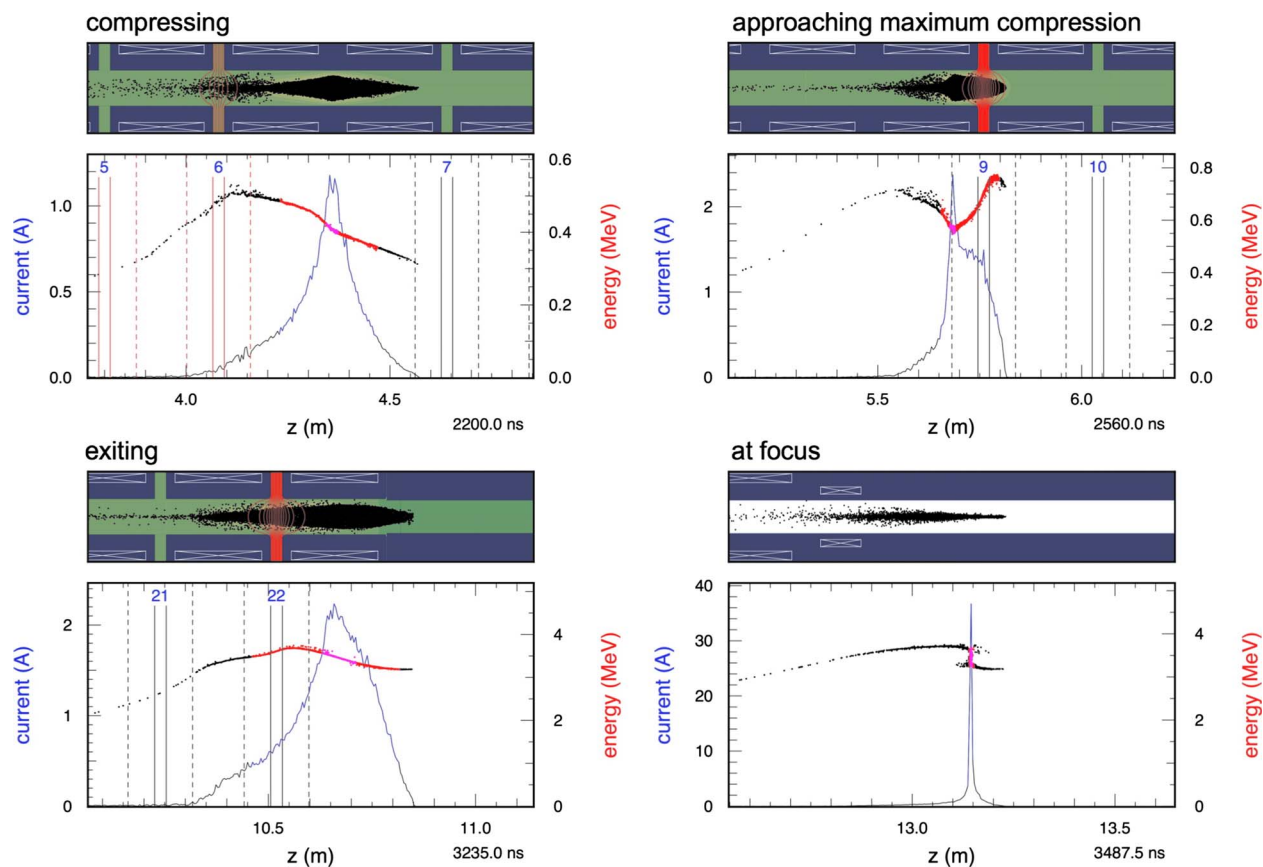 compressing
approaching maximum compression
5 6 7
9 10
current (A)
1.0
0.5
0.0
energy (MeV)
0.6
0.4
0.2
0.0
4.0 4.5
z (m)
2200.0 ns
current (A)
2
1
0
energy (MeV)
0.8
0.6
0.4
0.2
0.0
5.5 6.0
z (m)
2560.0 ns
exiting
at focus
21 22
current (A)
2
1
0
energy (MeV)
4
2
0
10.5 11.0
z (m)
3235.0 ns
current (A)
40
30
20
10
0
energy (MeV)
4
2
0
13.0 13.5
z (m)
3487.5 ns